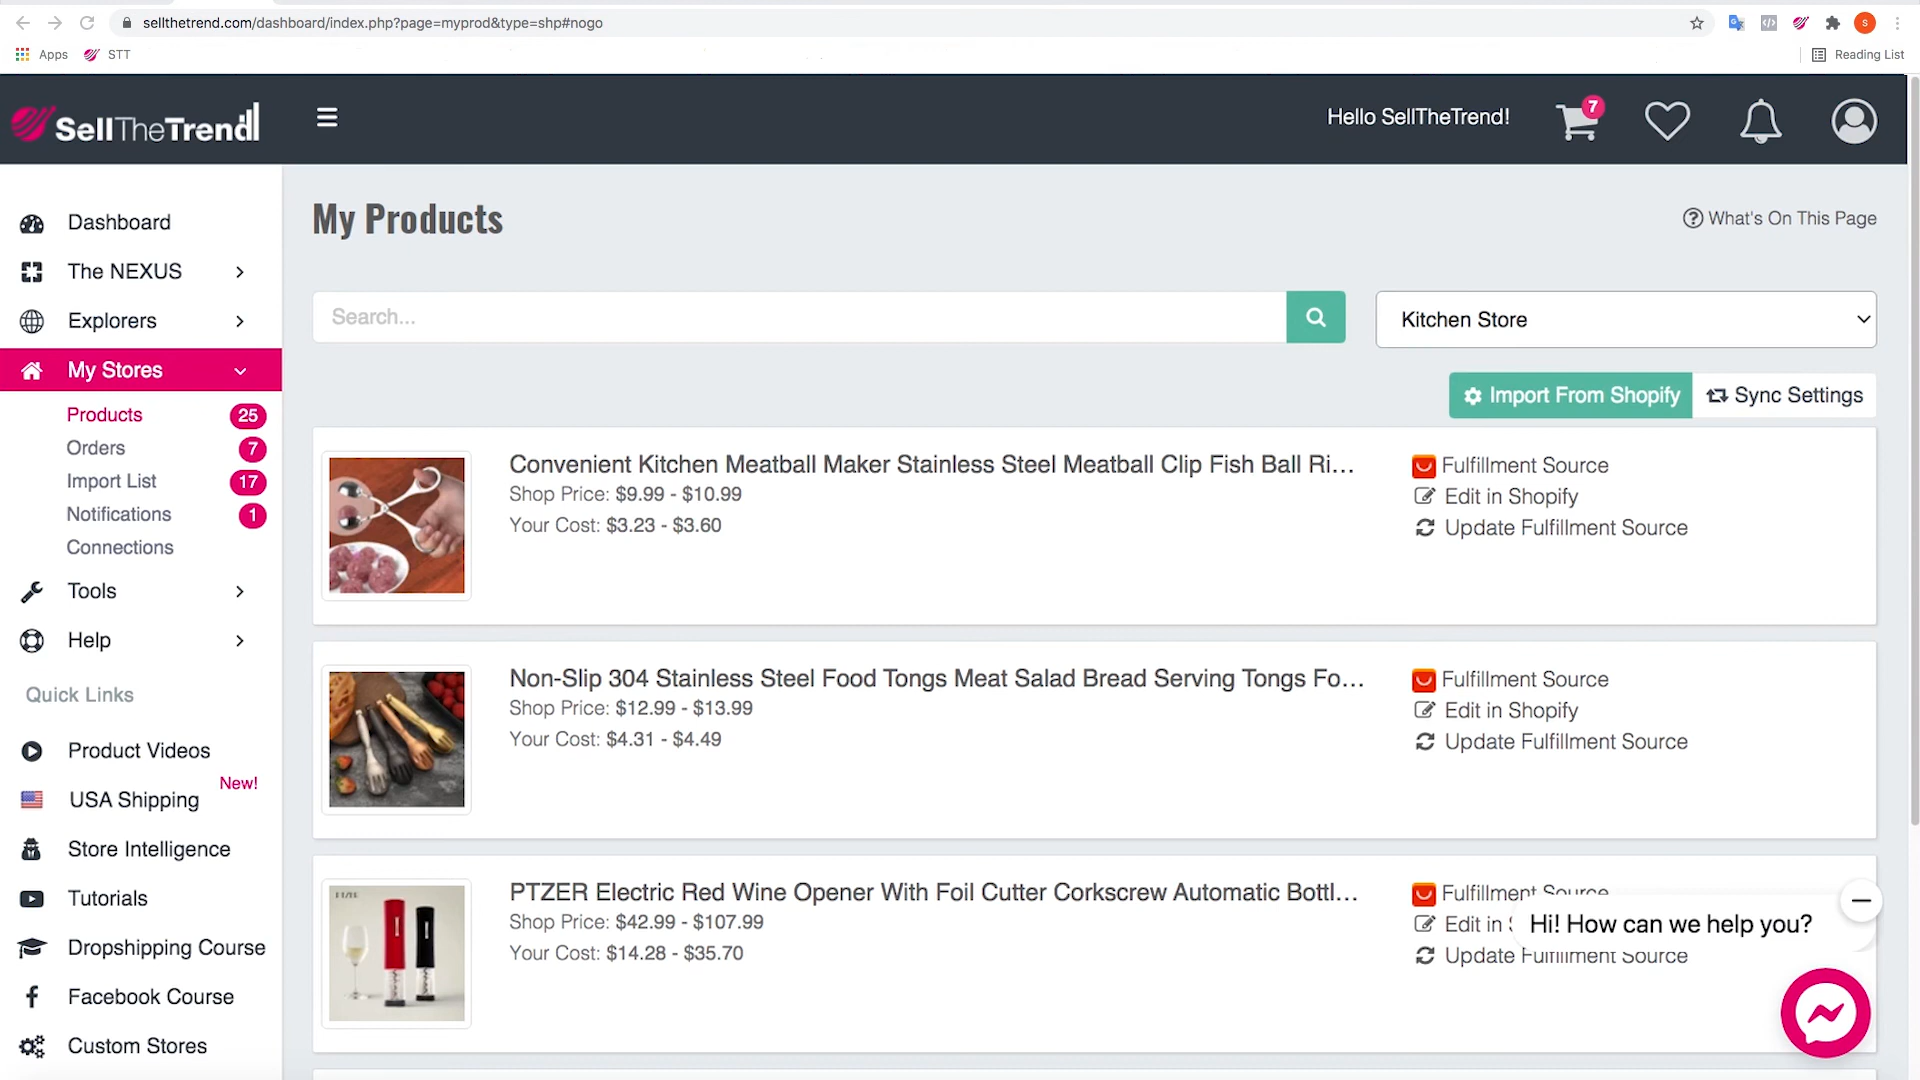 sellthetrend.com/dashboard/index.php?page=myprod&type=shp#nogo
S
Apps
STT
Reading List
SellTheTrend
Hello SellTheTrend!
7
Dashboard
The NEXUS
Explorers
My Stores
Products 25
Orders 7
Import List 17
Notifications 1
Connections
Tools
Help
Quick Links
Product Videos
New!
USA Shipping
Store Intelligence
Tutorials
Dropshipping Course
Facebook Course
Custom Stores
My Products
What's On This Page
Search...
Kitchen Store
Import From Shopify
Sync Settings
Convenient Kitchen Meatball Maker Stainless Steel Meatball Clip Fish Ball Ri...
Shop Price: $9.99 - $10.99
Your Cost: $3.23 - $3.60
Fulfillment Source
Edit in Shopify
Update Fulfillment Source
Non-Slip 304 Stainless Steel Food Tongs Meat Salad Bread Serving Tongs Fo...
Shop Price: $12.99 - $13.99
Your Cost: $4.31 - $4.49
Fulfillment Source
Edit in Shopify
Update Fulfillment Source
PTZER
PTZER Electric Red Wine Opener With Foil Cutter Corkscrew Automatic Bottl...
Shop Price: $42.99 - $107.99
Your Cost: $14.28 - $35.70
Fulfillment Source
Edit in
Update Fulfillment Source
Hi! How can we help you?